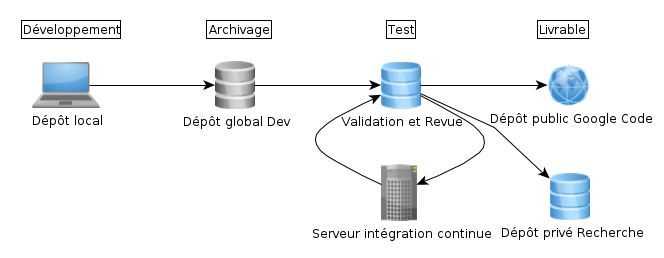 Développement
Archivage
Test
Livrable
Dépôt local
Dépôt global Dev
Validation et Revue
Dépôt public Google Code
Serveur intégration continue
Dépôt privé Recherche